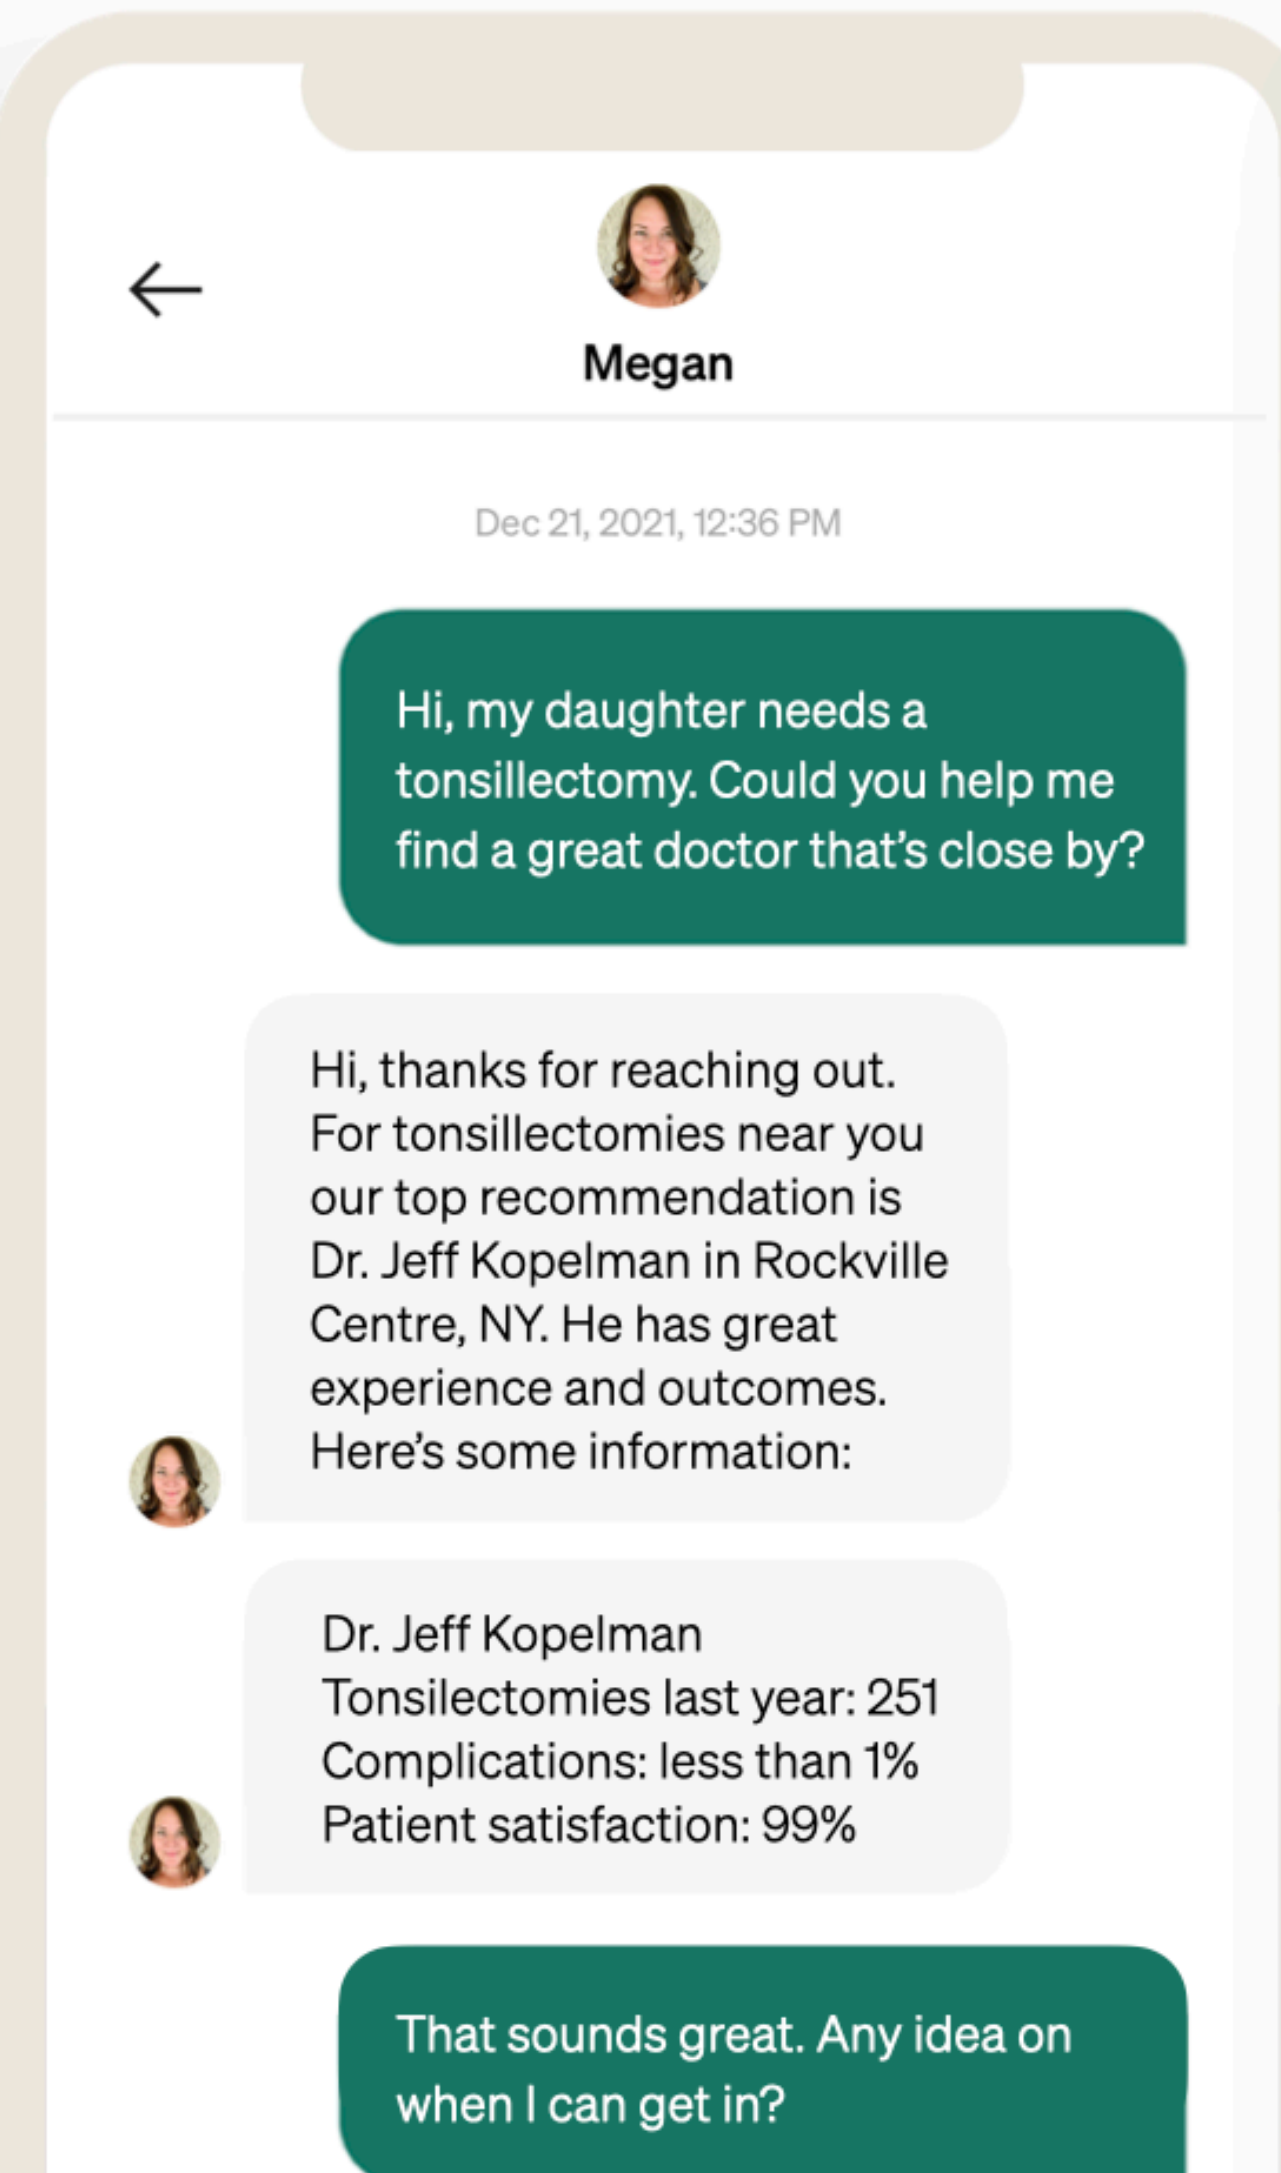 Megan
Dec 21, 2021, 12:36 PM
Hi, my daughter needs a
tonsillectomy. Could you help me
find a great doctor that’s close by?
Hi, thanks for reaching out.
For tonsillectomies near you
our top recommendation is
Dr. Jeff Kopelman in Rockville
Centre, NY. He has great
experience and outcomes.
Here’s some information:
Dr. Jeff Kopelman
Tonsilectomies last year: 251
Complications: less than 1%
Patient satisfaction: 99%
That sounds great. Any idea on
when I can get in?